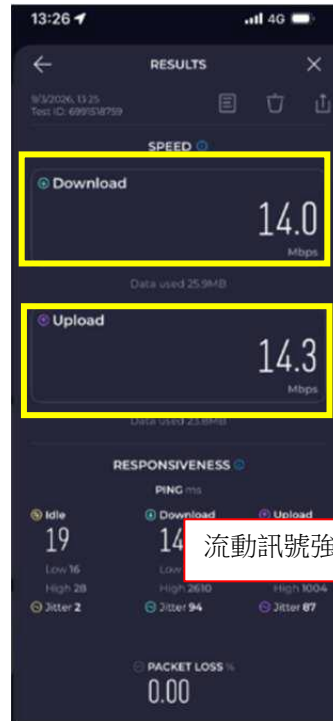 13:26
4G
RESULTS
9/3/2026, 13:25
Test ID: 6991518759
SPEED
Download
14.0
Mbps
Data used 25.9MB
Upload
14.3
Mbps
Data used 23.8MB
RESPONSIVENESS
PING ms
Idle Download Upload
19 14
流動訊號強
Low 16 Low
High 28 High 2610 High 1004
Jitter 2 Jitter 94 Jitter 87
PACKET LOSS %
0.00